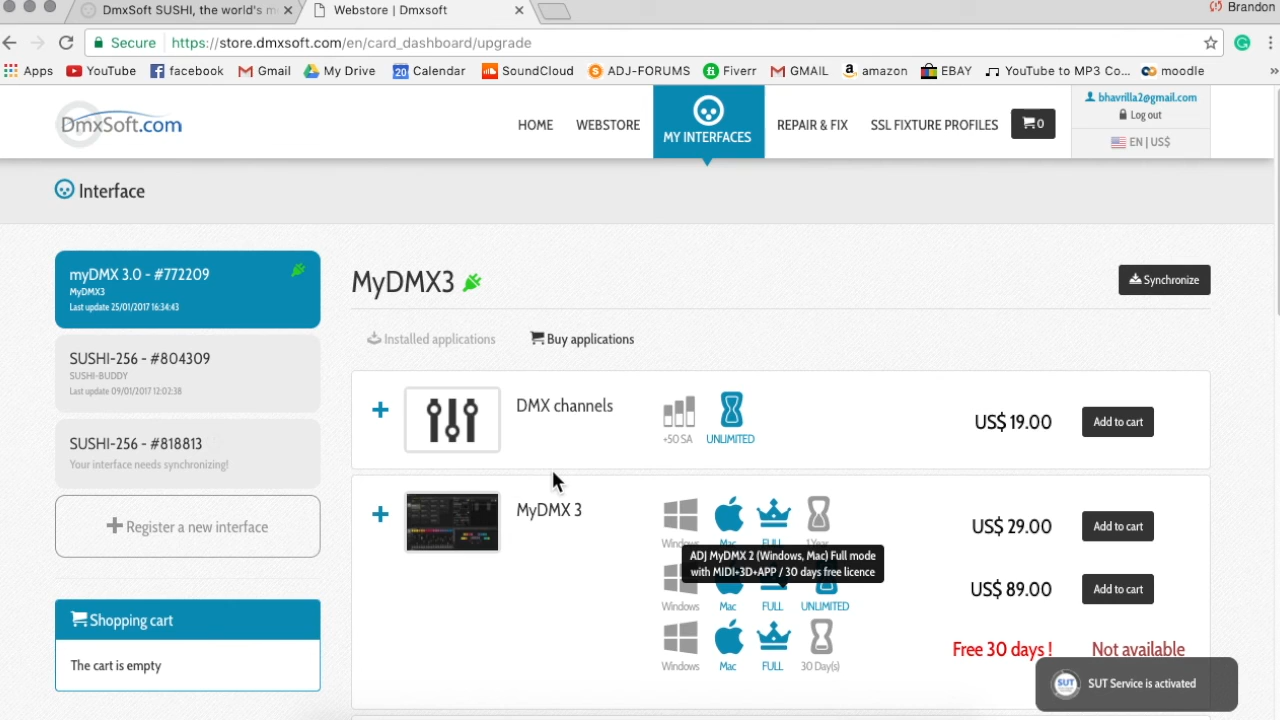 DmxSoft SUSHI, the world's m
Webstore | Dmxsoft
Brandon
Secure
https://store.dmxsoft.com/en/card_dashboard/upgrade
Apps YouTube facebook Gmail My Drive 20 Calendar SoundCloud ADJ-FORUMS Fiverr GMAIL amazon EBAY YouTube to MP3 Co... moodle »
DmxSoft.com
HOME WEBSTORE MY INTERFACES REPAIR & FIX SSL FIXTURE PROFILES 0
bhavrilla2@gmail.com
Log out
EN | US$
Interface
myDMX 3.0 - #772209
MyDMX3
Last update 25/01/2017 16:34:43
SUSHI-256 - #804309
SUSHI-BUDDY
Last update 09/01/2017 12:02:38
SUSHI-256 - #818813
Your interface needs synchronizing!
Register a new interface
Shopping cart
The cart is empty
MyDMX3
Synchronize
Installed applications
Buy applications
DMX channels
+50 SA
UNLIMITED
US$ 19.00
Add to cart
MyDMX 3
Windows Mac FULL 1 Year
US$ 29.00
Add to cart
ADJ MyDMX 2 (Windows, Mac) Full mode
with MIDI+3D+APP / 30 days free licence
Windows Mac FULL UNLIMITED
US$ 89.00
Add to cart
Windows Mac FULL 30 Day(s)
Free 30 days !
Not available
SUT
SUT Service is activated